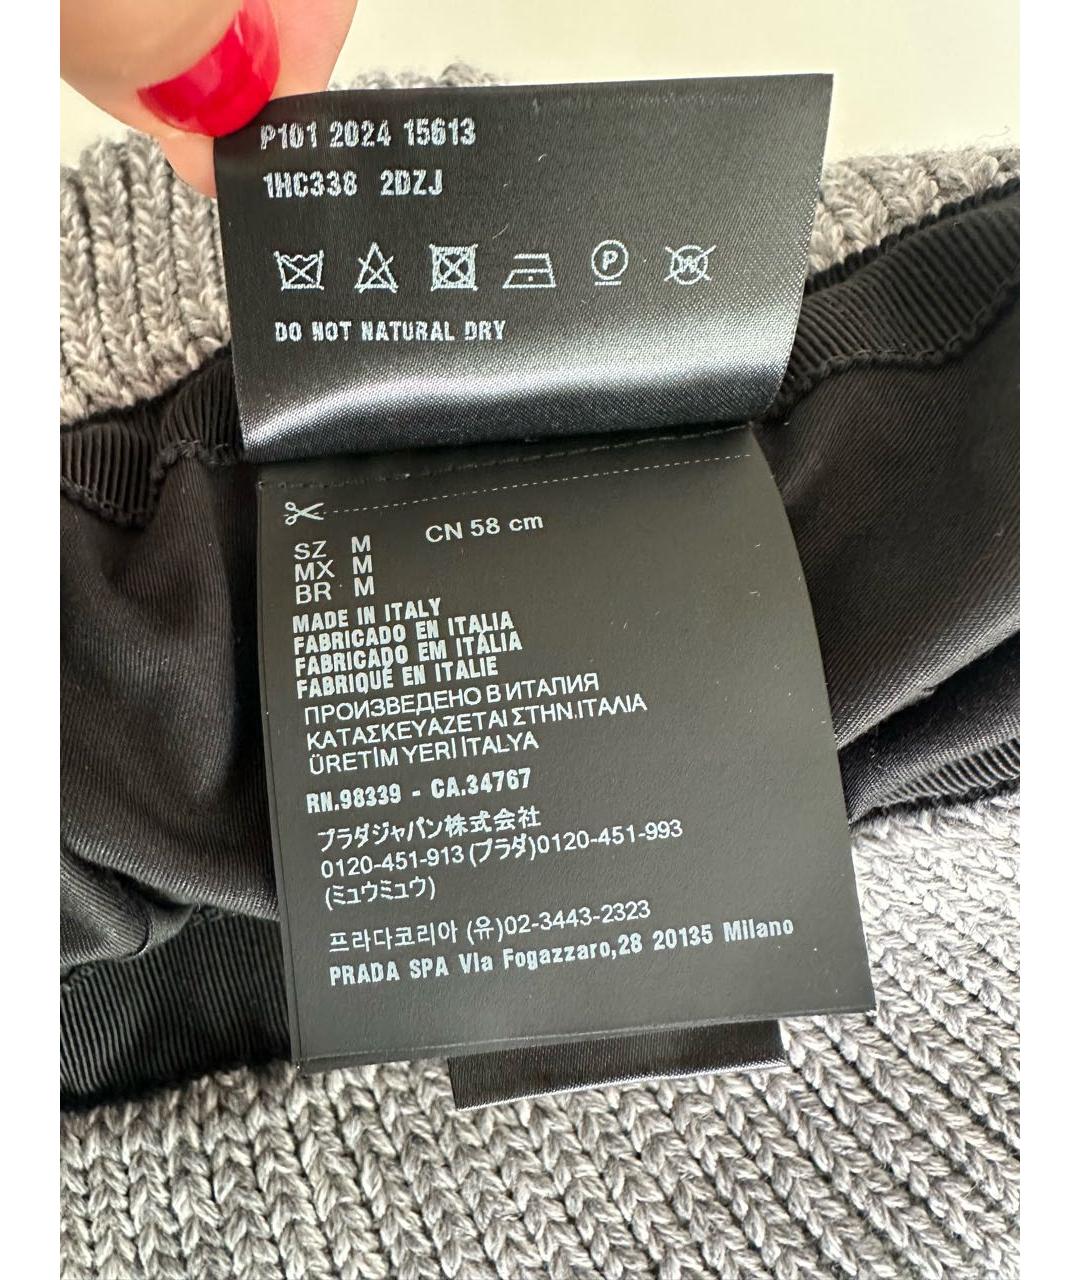 P101 2024 15613
1HC338 2DZJ
P W
DO NOT NATURAL DRY
SZ M CN 58 cm
MX M
BR M
MADE IN ITALY
FABRICADO EN ITALIA
FABRICADO EM ITÁLIA
FABRIQUÉ EN ITALIE
ПРОИЗВЕДЕНО В ИТАЛИЯ
ΚΑΤΑΣΚΕΥΑΖΕΤΑΙ ΣΤΗΝ.ΙΤΑΛΙΑ
ÜRETİM YERİ İTALYA
RN.98339 - CA.34767
プラダジャパン株式会社
0120-451-913 (プラダ)0120-451-993
(ミュウミュウ)
프라다코리아 (유)02-3443-2323
PRADA SPA Via Fogazzaro,28 20135 Milano